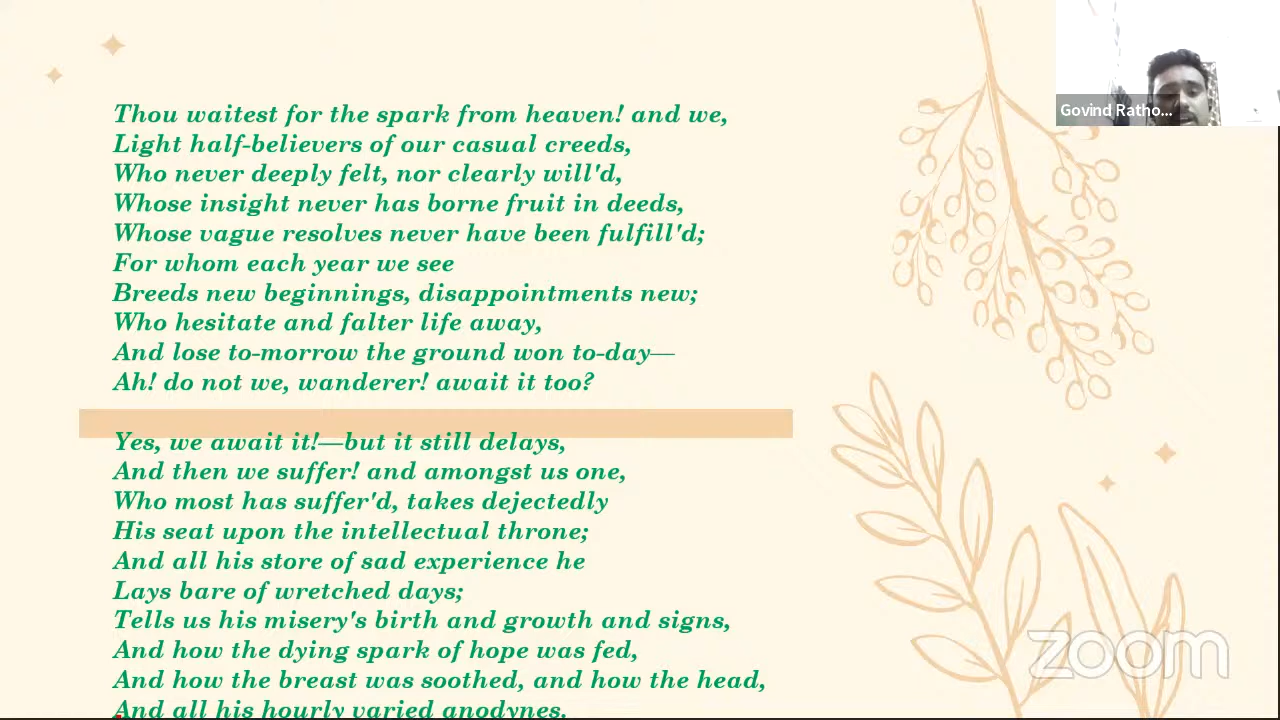 Thou waitest for the spark from heaven! and we,
Light half-believers of our casual creeds,
Who never deeply felt, nor clearly will'd,
Whose insight never has borne fruit in deeds,
Whose vague resolves never have been fulfill'd;
For whom each year we see
Breeds new beginnings, disappointments new;
Who hesitate and falter life away,
And lose to-morrow the ground won to-day—
Ah! do not we, wanderer! await it too?
Yes, we await it!—but it still delays,
And then we suffer! and amongst us one,
Who most has suffer'd, takes dejectedly
His seat upon the intellectual throne;
And all his store of sad experience he
Lays bare of wretched days;
Tells us his misery's birth and growth and signs,
And how the dying spark of hope was fed,
And how the breast was soothed, and how the head,
And all his hourly varied anodynes.
Govind Ratho...
zoom